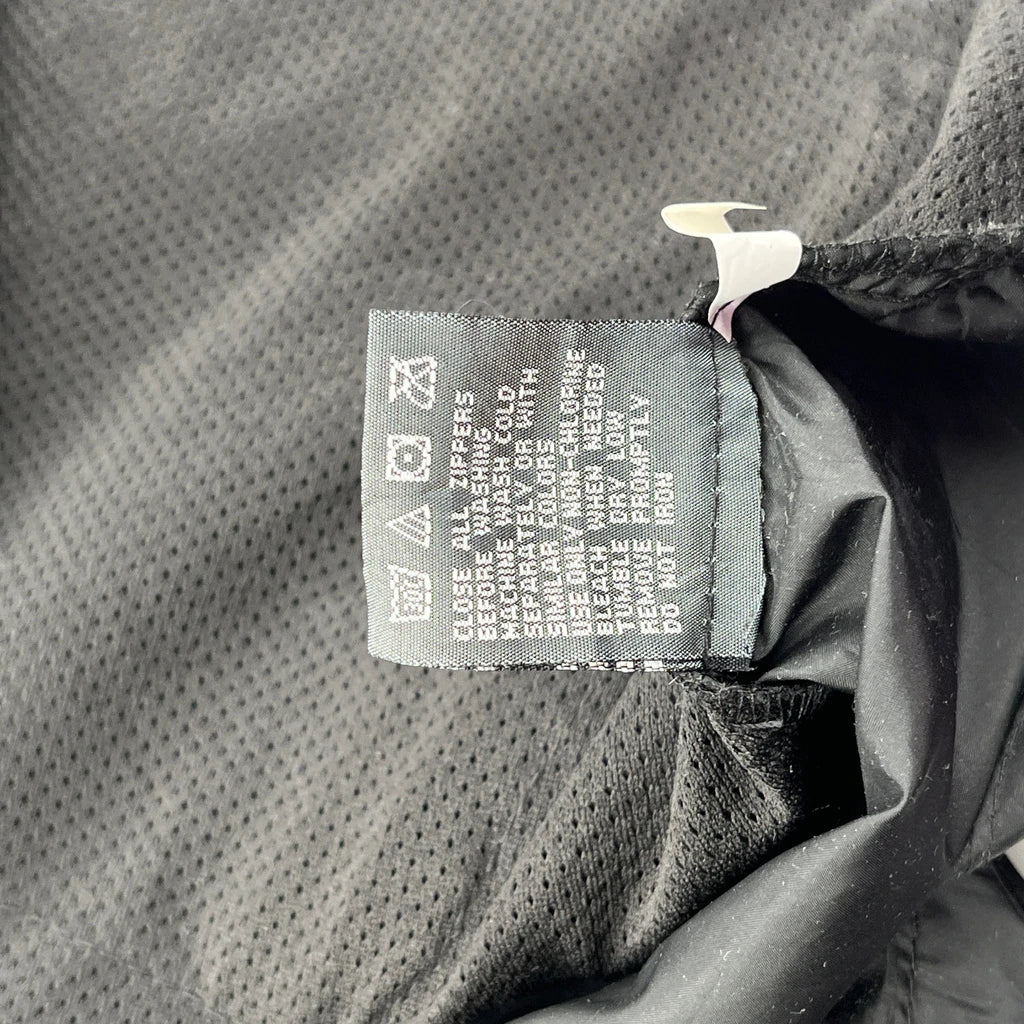 30
CLOSE ALL ZIPPERS
BEFORE WASHING
MACHINE WASH COLD
SEPARATELY OR WITH
SIMILAR COLORS
USE ONLY NON-CHLORINE
BLEACH WHEN NEEDED
TUMBLE DRY LOW
REMOVE PROMPTLY
DO NOT IRON